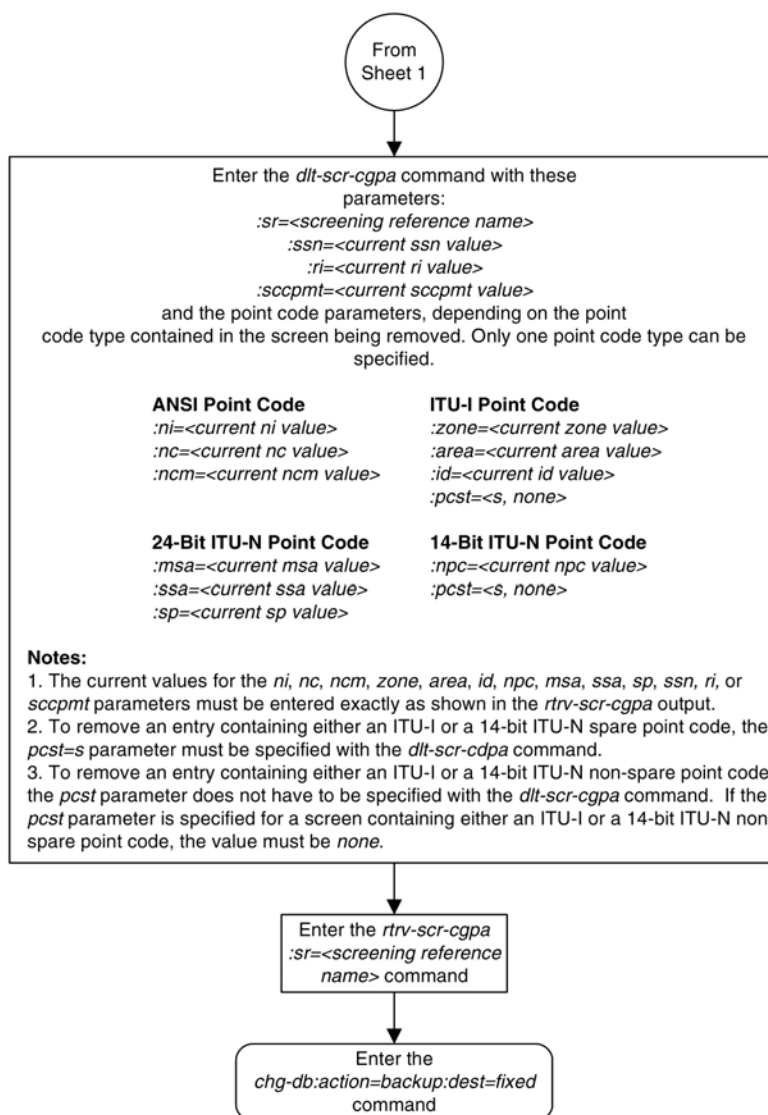 From
Sheet 1
Enter the dlt-scr-cgpa command with these
parameters:
:sr=<screening reference name>
:ssn=<current ssn value>
:ri=<current ri value>
:sccpmt=<current sccpmt value>
and the point code parameters, depending on the point
code type contained in the screen being removed. Only one point code type can be
specified.
ANSI Point Code
:ni=<current ni value>
:nc=<current nc value>
:ncm=<current ncm value>
ITU-I Point Code
:zone=<current zone value>
:area=<current area value>
:id=<current id value>
:pcst=<s, none>
24-Bit ITU-N Point Code
:msa=<current msa value>
:ssa=<current ssa value>
:sp=<current sp value>
14-Bit ITU-N Point Code
:npc=<current npc value>
:pcst=<s, none>
Notes:
1. The current values for the ni, nc, ncm, zone, area, id, npc, msa, ssa, sp, ssn, ri, or
sccpmt parameters must be entered exactly as shown in the rtrv-scr-cgpa output.
2. To remove an entry containing either an ITU-I or a 14-bit ITU-N spare point code, the
pcst=s parameter must be specified with the dlt-scr-cdpa command.
3. To remove an entry containing either an ITU-I or a 14-bit ITU-N non-spare point code
the pcst parameter does not have to be specified with the dlt-scr-cgpa command. If the
pcst parameter is specified for a screen containing either an ITU-I or a 14-bit ITU-N non
spare point code, the value must be none.
Enter the rtrv-scr-cgpa
:sr=<screening reference
name> command
Enter the
chg-db:action=backup:dest=fixed
command